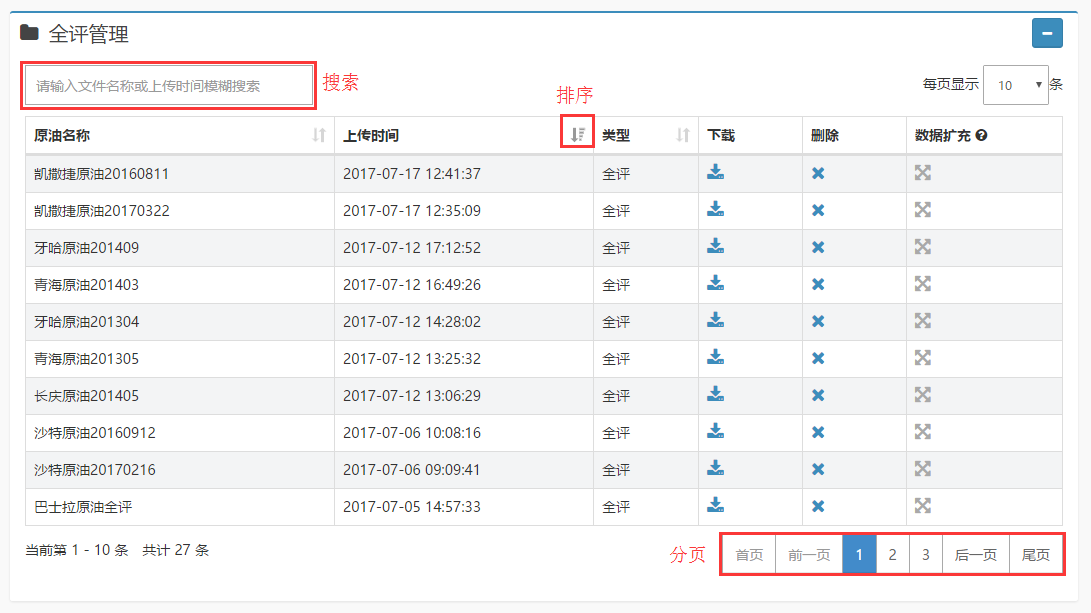 全评管理
请输入文件名称或上传时间模糊搜索 搜索 排序 每页显示 10 条
原油名称 上传时间 类型 下载 删除 数据扩充
凯撒捷原油20160811 2017-07-17 12:41:37 全评
凯撒捷原油20170322 2017-07-17 12:35:09 全评
牙哈原油201409 2017-07-12 17:12:52 全评
青海原油201403 2017-07-12 16:49:26 全评
牙哈原油201304 2017-07-12 14:28:02 全评
青海原油201305 2017-07-12 13:25:32 全评
长庆原油201405 2017-07-12 13:06:29 全评
沙特原油20160912 2017-07-06 10:08:16 全评
沙特原油20170216 2017-07-06 09:09:41 全评
巴士拉原油全评 2017-07-05 14:57:33 全评
当前第 1 - 10 条 共计 27 条 分页 首页 前一页 1 2 3 后一页 尾页